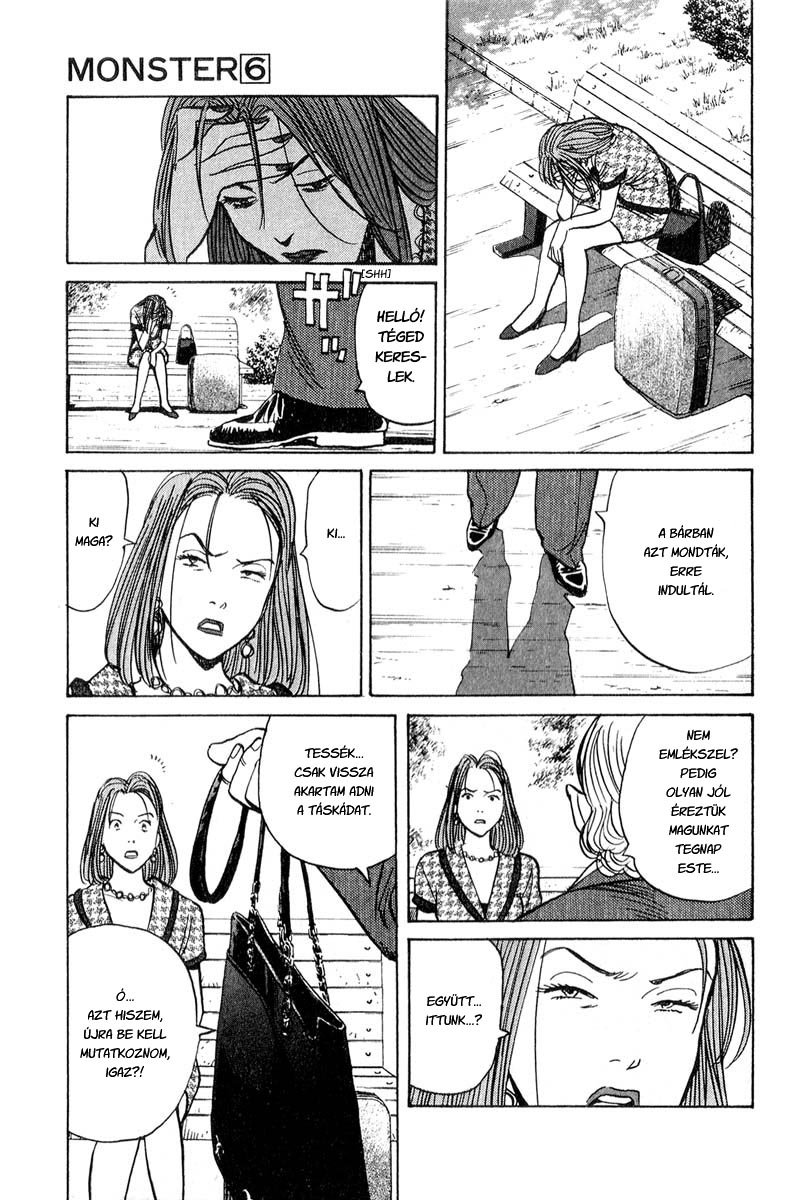 MONSTER 6
[SHH]
ザッ
HELLÓ!
TÉGED
KERES-
LEK.
A BÁRBAN
AZT MONDTÁK,
ERRE
INDULTÁL.
KI...
KI
MAGA?
NEM
EMLÉKSZEL?
PEDIG
OLYAN JÓL
ÉREZTÜK
MAGUNKAT
TEGNAP
ESTE...
EGYÜTT...
ITTUNK...?
TESSÉK...
CSAK VISSZA
AKARTAM ADNI
A TÁSKÁDAT.
Ó...
AZT HISZEM,
ÚJRA BE KELL
MUTATKOZNOM,
IGAZ?!